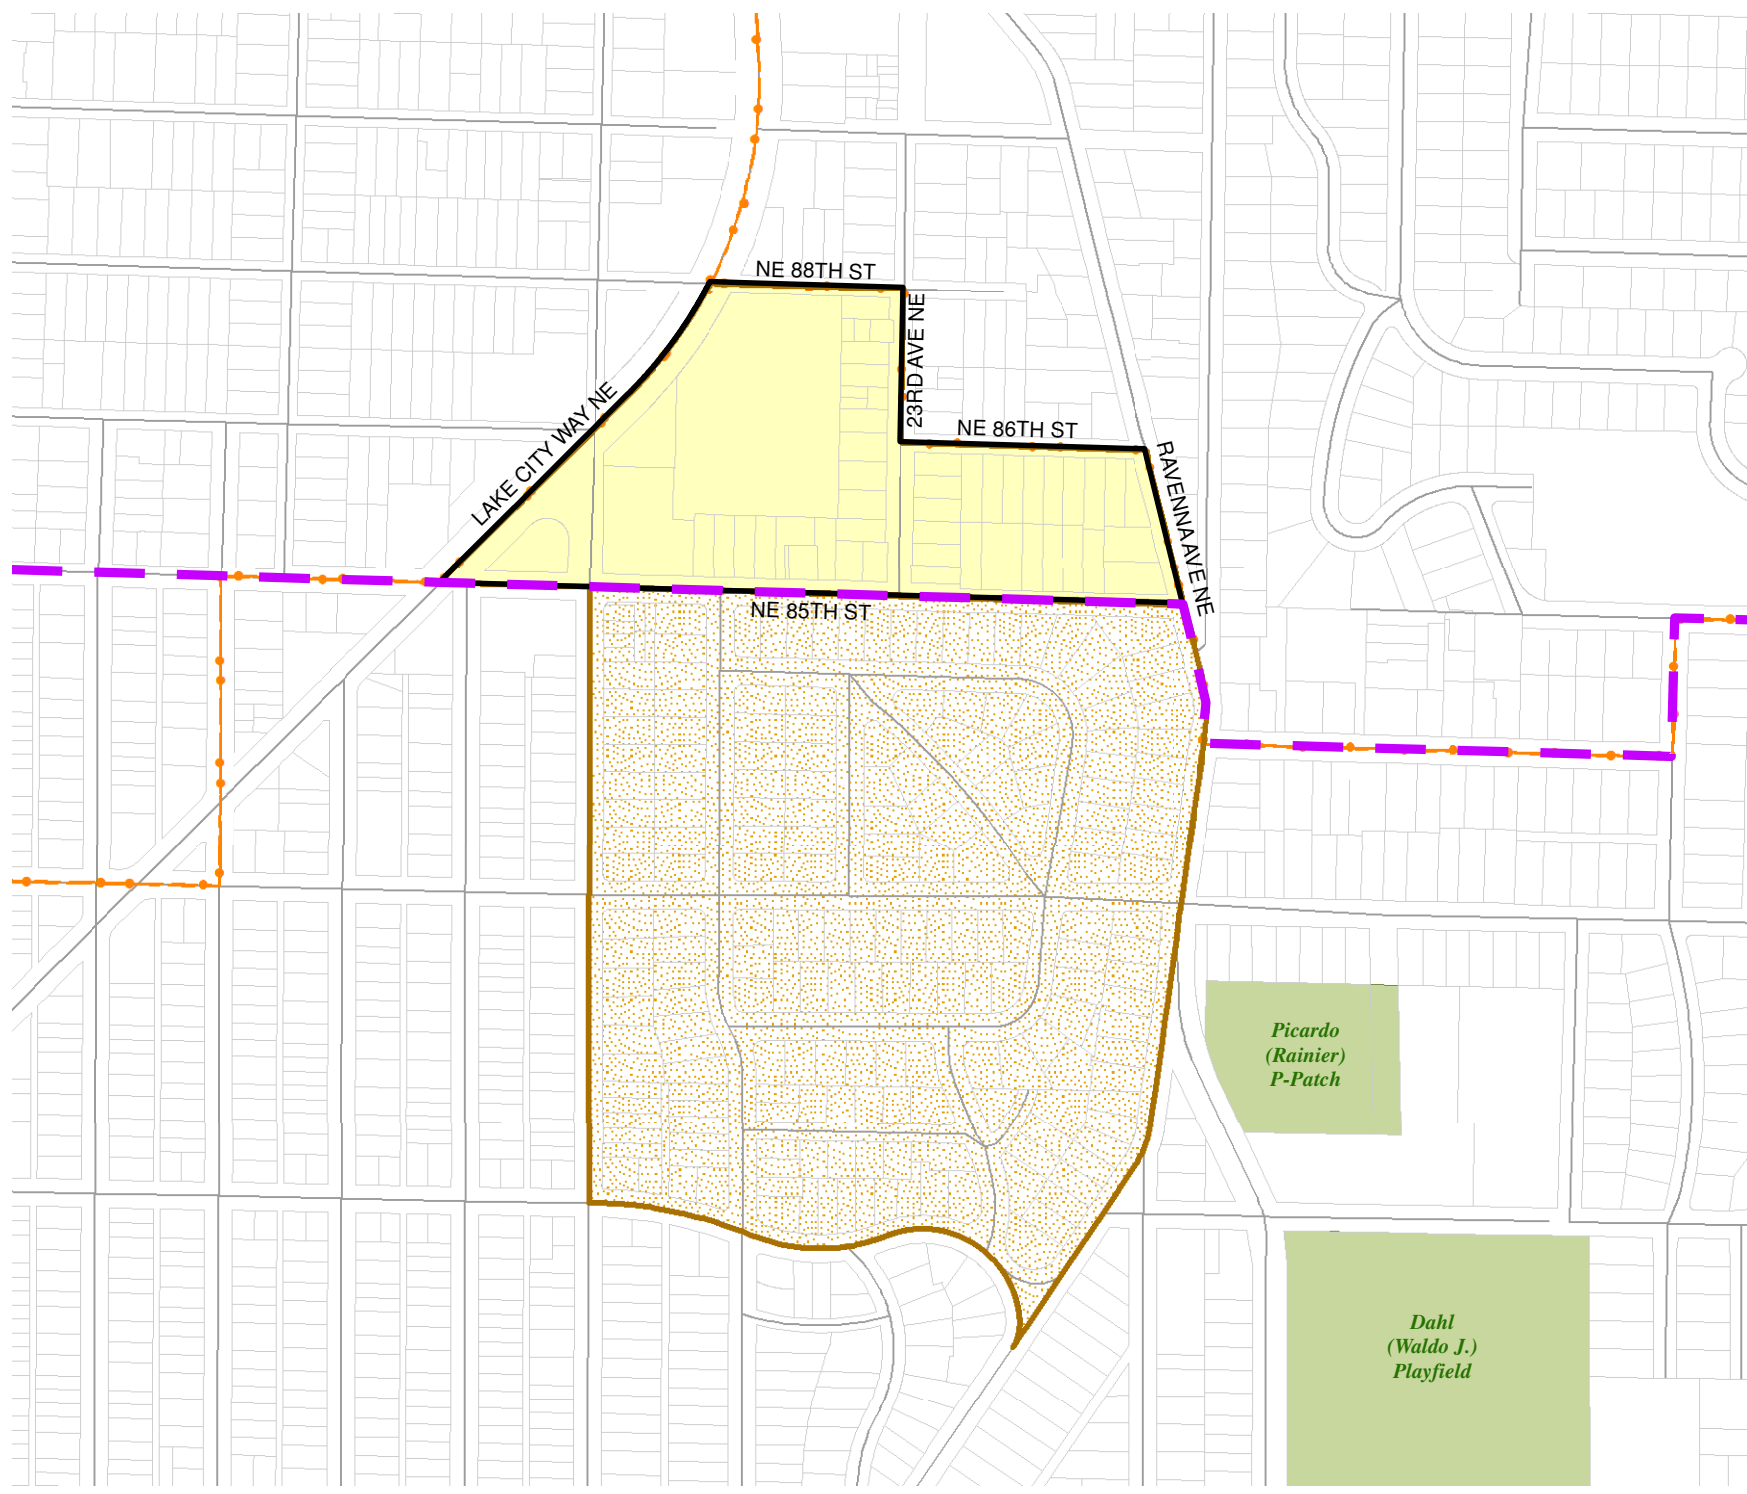 NE 88TH ST
23RD AVE NE
LAKE CITY WAY NE
NE 86TH ST
RAVENNA AVE NE
NE 85TH ST
Picardo
(Rainier)
P-Patch
Dahl
(Waldo J.)
Playfield